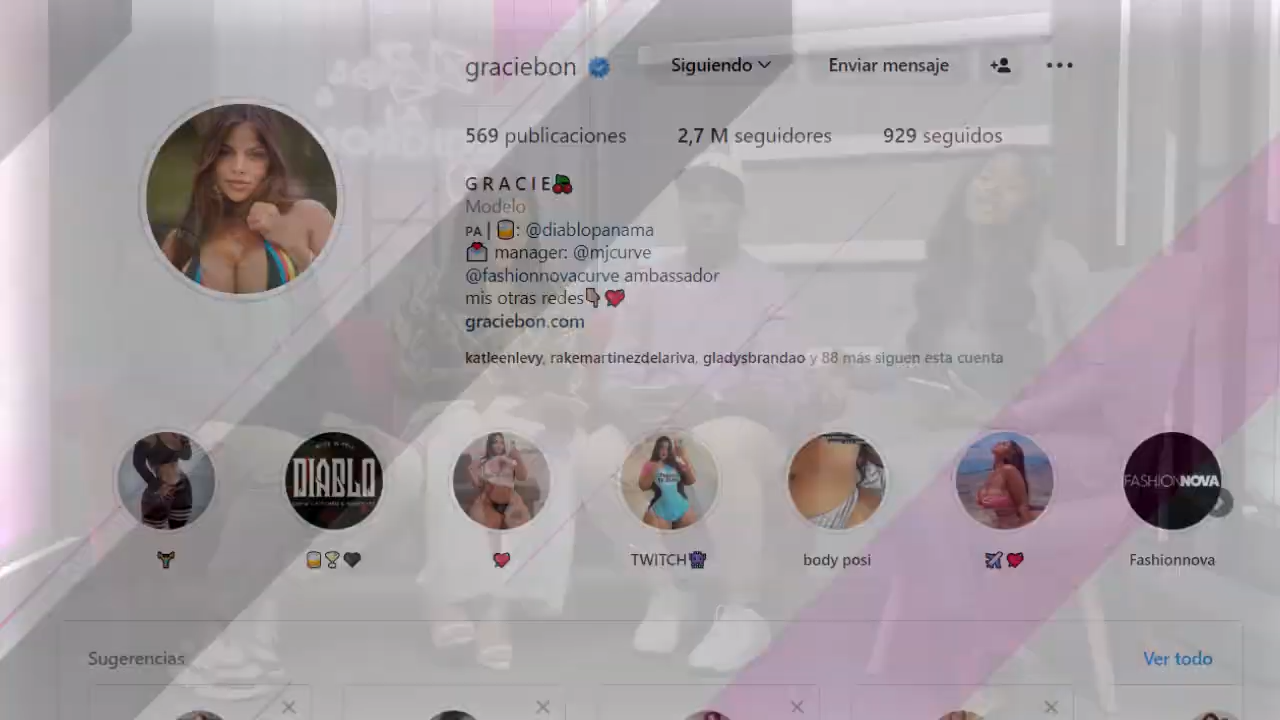 graciebon Siguiendo Enviar mensaje
569 publicaciones 2,7 M seguidores 929 seguidos
GRACIE🍒
Modelo
PA | 🥃: @diablopanama
💌 manager: @mjcurve
@fashionnovacurve ambassador
mis otras redes👇🏽💘
graciebon.com
katleenlevy, rakemartinezdelariva, gladysbrandao y 88 más siguen esta cuenta
DIABLO
FASHIONNOVA
TWITCH👾 body posi ✈️❤️ Fashionnova
Sugerencias Ver todo